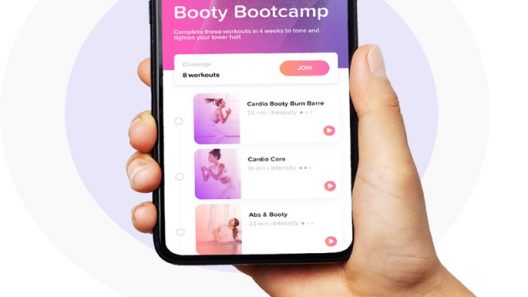 Booty Bootcamp
Complete these workouts in 4 weeks to tone and
tighten your lower half.
Challenge
8 workouts
JOIN
Cardio Booty Burn Barre
25 min | Intensity
Cardio Core
18 min | Intensity
Abs & Booty
23 min | Intensity